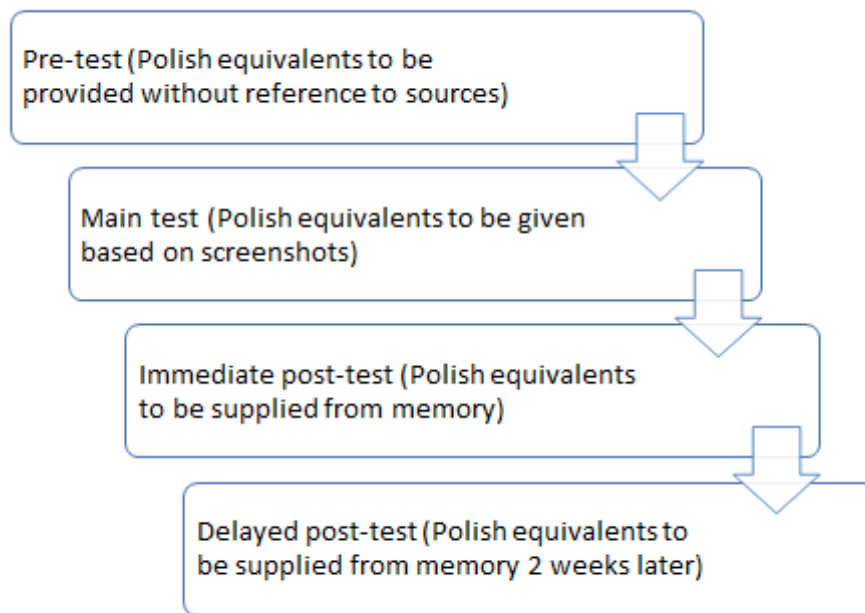 Pre-test (Polish equivalents to be
provided without reference to sources)
Main test (Polish equivalents to be given
based on screenshots)
Immediate post-test (Polish equivalents
to be supplied from memory)
Delayed post-test (Polish equivalents to
be supplied from memory 2 weeks later)